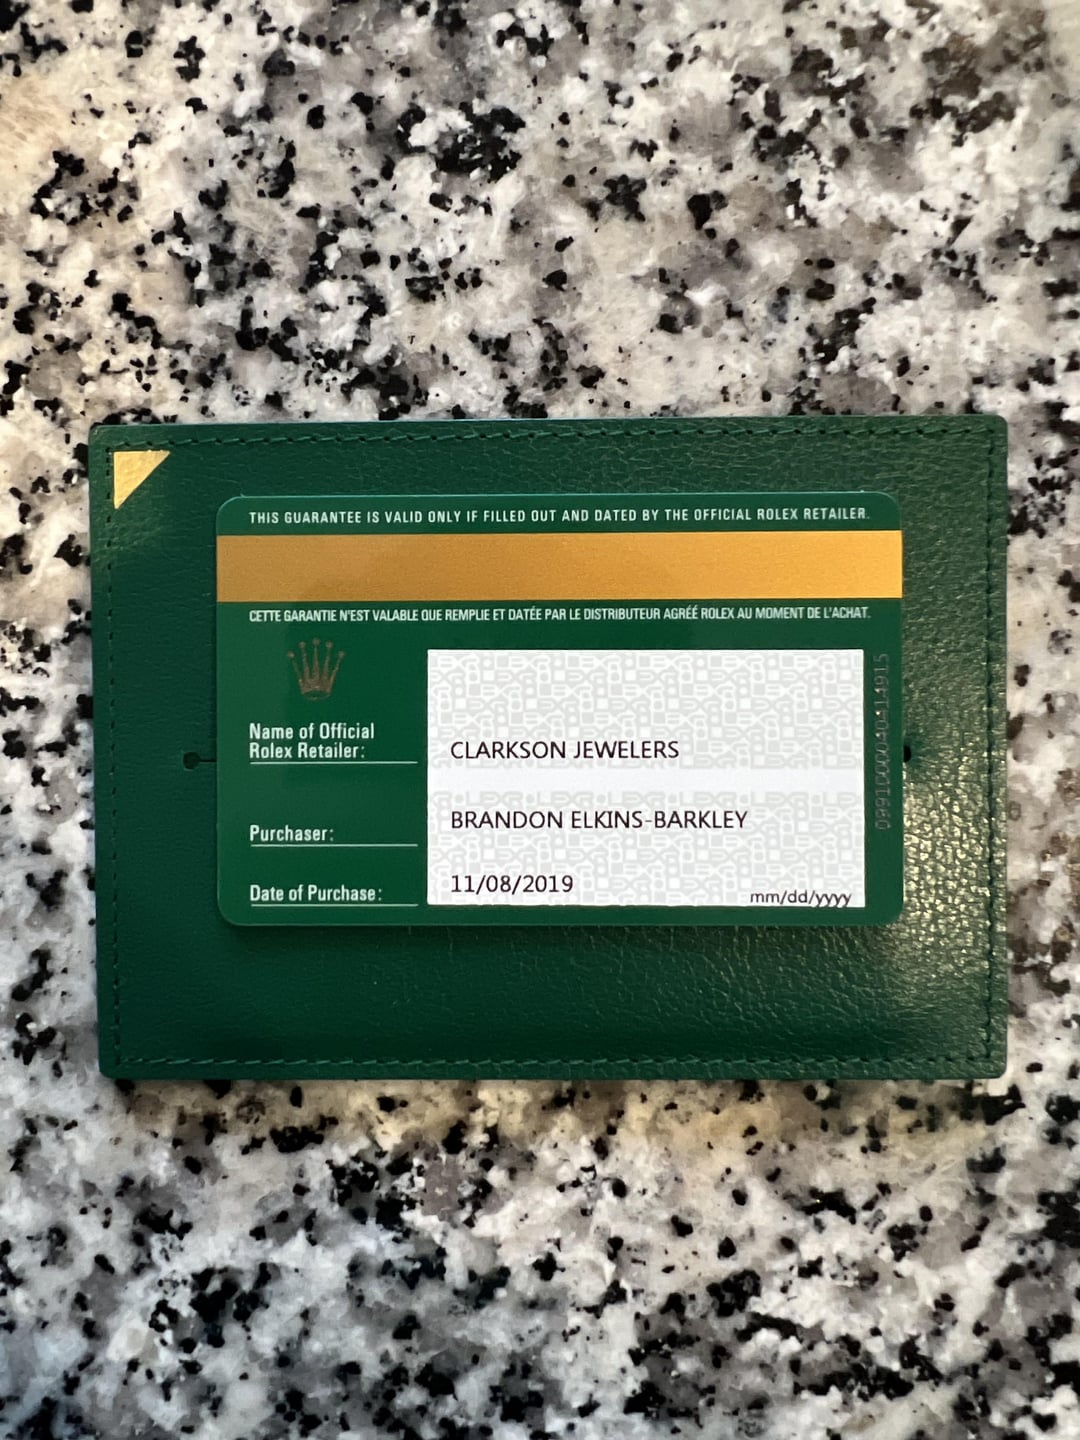 THIS GUARANTEE IS VALID ONLY IF FILLED OUT AND DATED BY THE OFFICIAL ROLEX RETAILER.
CETTE GARANTIE N'EST VALABLE QUE REMPLIE ET DATÉE PAR LE DISTRIBUTEUR AGRÉÉ ROLEX AU MOMENT DE L'ACHAT.
Name of Official
Rolex Retailer:
CLARKSON JEWELERS
Purchaser:
BRANDON ELKINS-BARKLEY
Date of Purchase:
11/08/2019
mm/dd/yyyy